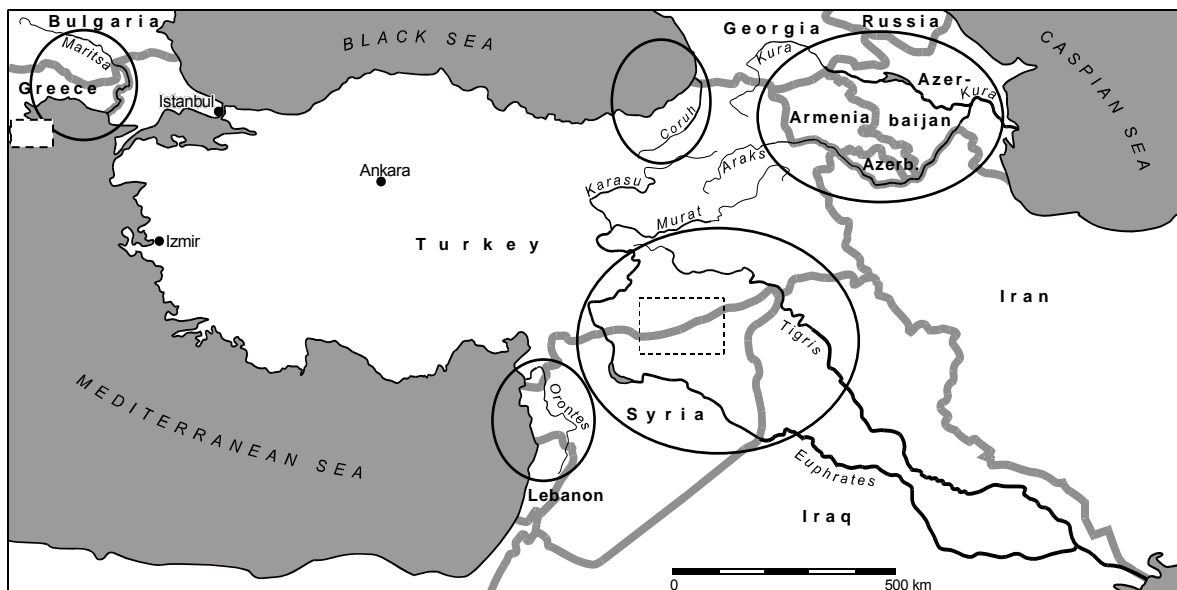 Bulgaria
Maritsa
Greece
Istanbul
BLACK SEA
Georgia
Russia
Kura
Azer-
Kura
baijan
Armenia
Azerb.
CASPIAN SEA
Coruh
Araks
Karasu
Murat
Ankara
Izmir
Turkey
Iran
Tigris
Syria
Orontes
Lebanon
MEDITERRANEAN SEA
Euphrates
Iraq
0 500 km